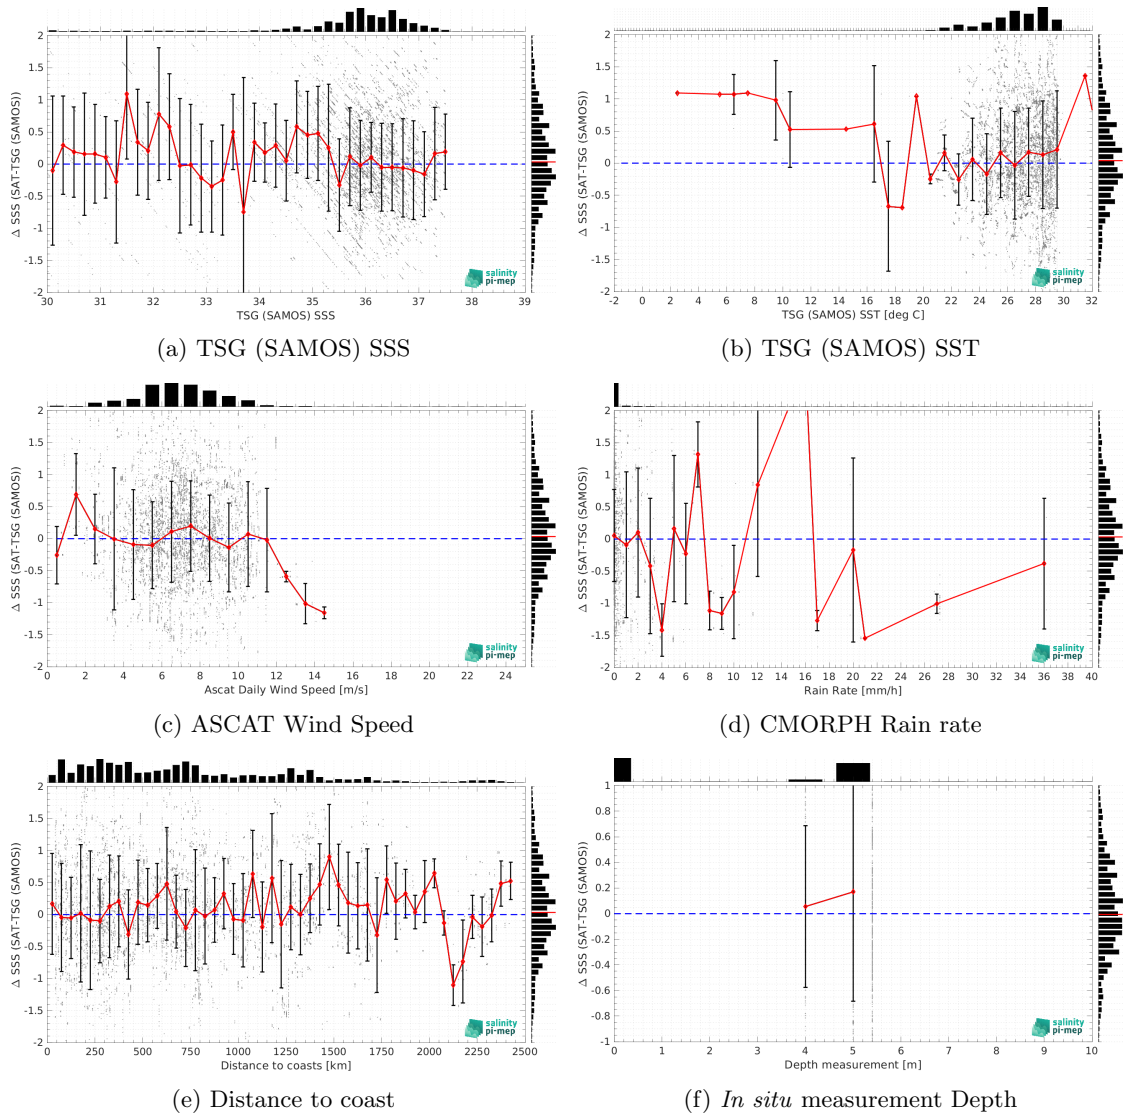 2
1.5
1
0.5
0
-0.5
-1
-1.5
-2
Δ SSS (SAT-TSG (SAMOS))
30 31 32 33 34 35 36 37 38 39
TSG (SAMOS) SSS
salinity
pi-mep
(a) TSG (SAMOS) SSS
2
1.5
1
0.5
0
-0.5
-1
-1.5
-2
Δ SSS (SAT-TSG (SAMOS))
-2 0 2 4 6 8 10 12 14 16 18 20 22 24 26 28 30 32
TSG (SAMOS) SST [deg C]
salinity
pi-mep
(b) TSG (SAMOS) SST
2
1.5
1
0.5
0
-0.5
-1
-1.5
-2
Δ SSS (SAT-TSG (SAMOS))
0 2 4 6 8 10 12 14 16 18 20 22 24
Ascat Daily Wind Speed [m/s]
salinity
pi-mep
(c) ASCAT Wind Speed
2
1.5
1
0.5
0
-0.5
-1
-1.5
-2
Δ SSS (SAT-TSG (SAMOS))
0 2 4 6 8 10 12 14 16 18 20 22 24 26 28 30 32 34 36 38 40
Rain Rate [mm/h]
salinity
pi-mep
(d) CMORPH Rain rate
2
1.5
1
0.5
0
-0.5
-1
-1.5
-2
Δ SSS (SAT-TSG (SAMOS))
0 250 500 750 1000 1250 1500 1750 2000 2250 2500
Distance to coasts [km]
salinity
pi-mep
(e) Distance to coast
1
0.8
0.6
0.4
0.2
0
-0.2
-0.4
-0.6
-0.8
-1
Δ SSS (SAT-TSG (SAMOS))
0 1 2 3 4 5 6 7 8 9 10
Depth measurement [m]
salinity
pi-mep
(f) In situ measurement Depth